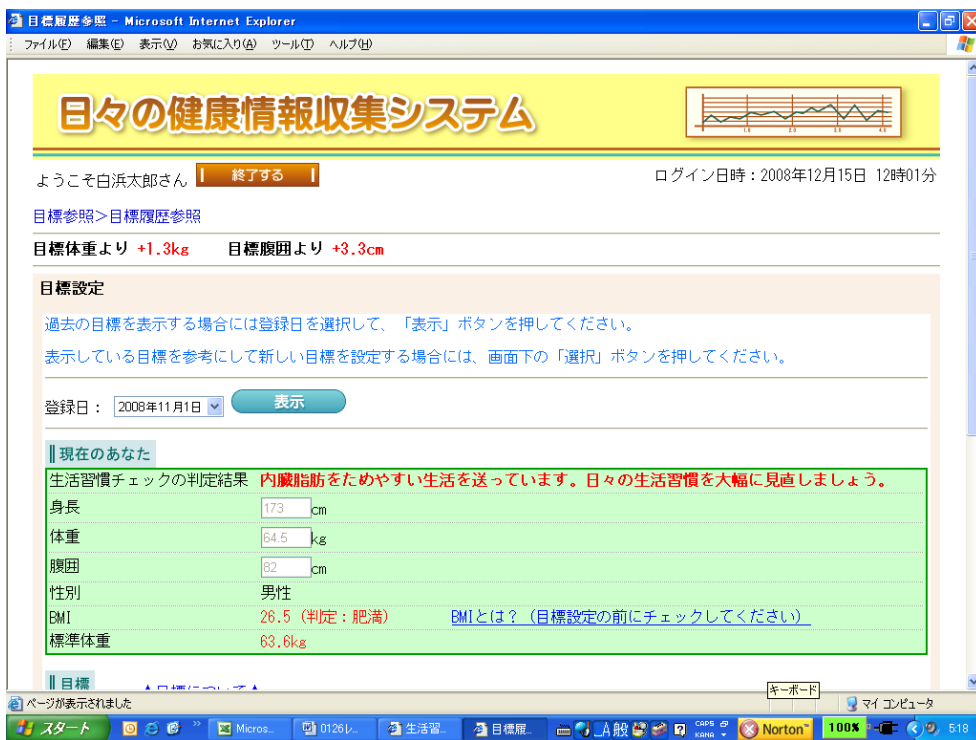 目標履歴参照 - Microsoft Internet Explorer
ファイル(F) 編集(E) 表示(V) お気に入り(A) ツール(T) ヘルプ(H)
日々の健康情報収集システム
1.0 2.0 3.0 4.0
ようこそ白浜太郎さん 終了する ログイン日時：2008年12月15日 12時01分
目標参照＞目標履歴参照
目標体重より +1.3kg 目標腹囲より +3.3cm
目標設定
過去の目標を表示する場合には登録日を選択して、「表示」ボタンを押してください。
表示している目標を参考にして新しい目標を設定する場合には、画面下の「選択」ボタンを押してください。
登録日： 2008年11月1日 表示
現在のあなた
生活習慣チェックの判定結果 内臓脂肪をためやすい生活を送っています。日々の生活習慣を大幅に見直しましょう。
身長 173 cm
体重 64.5 kg
腹囲 82 cm
性別 男性
BMI 26.5（判定：肥満） BMIとは？（目標設定の前にチェックしてください）
標準体重 63.6kg
目標
キーボード
ページが表示されました マイ コンピュータ
スタート Micros... 0126レ... 生活習... 目標履... A 般 CAPS KANA Norton 100% 5:18